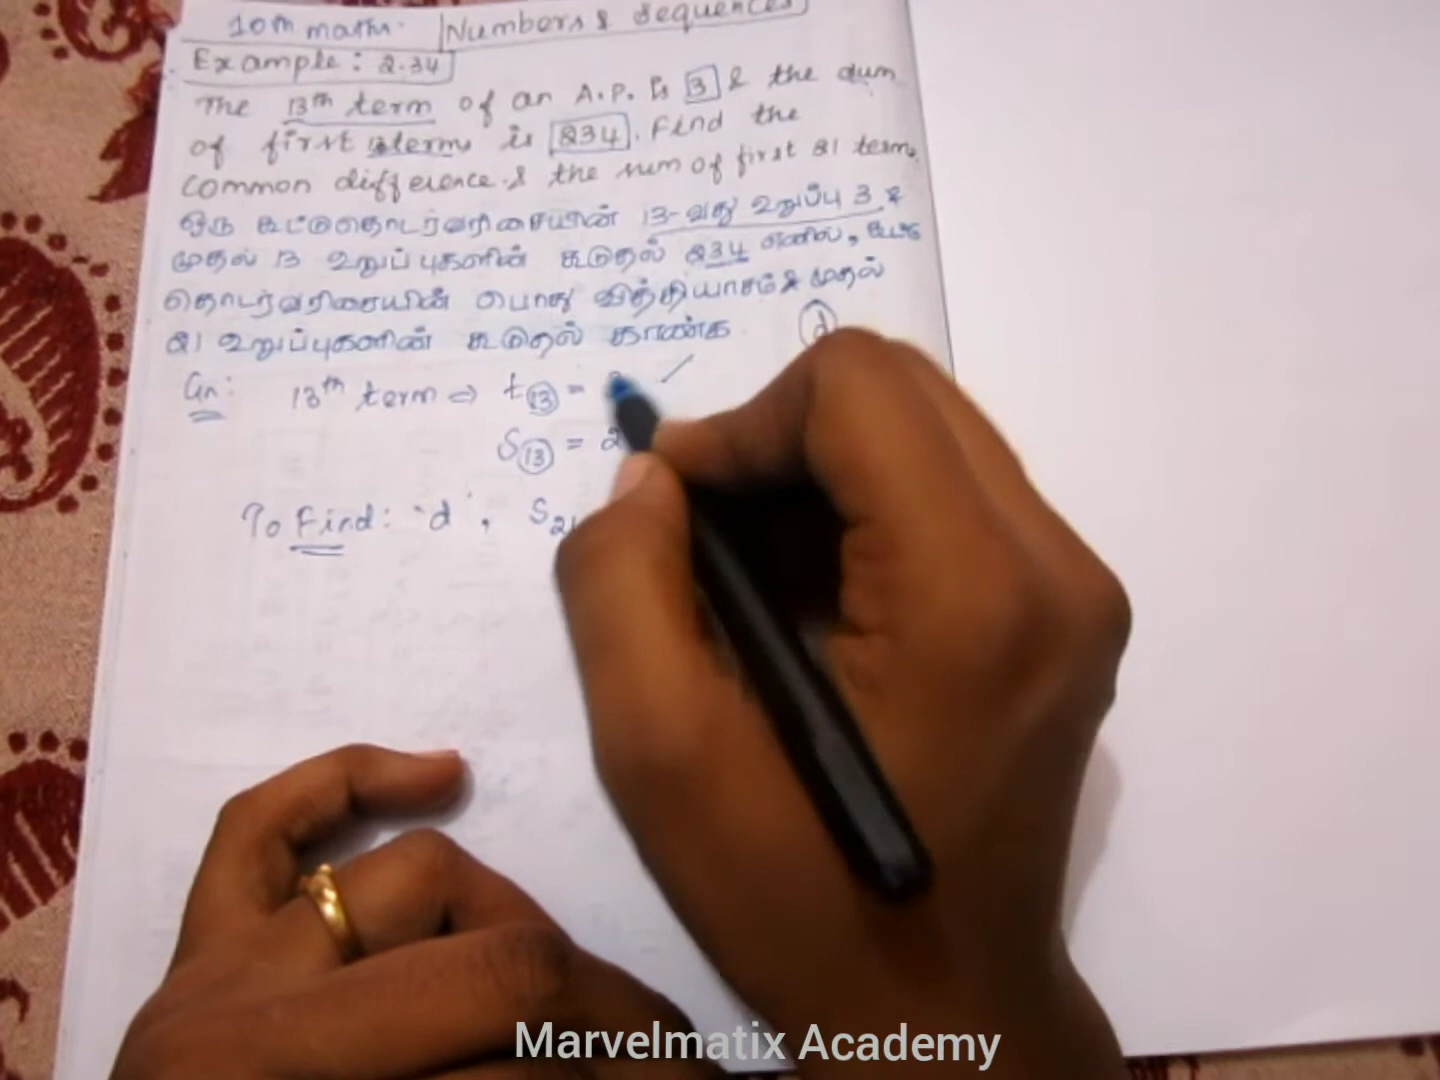 10th maths. Numbers & Sequences
Example: 2.34
The 13th term of an A.P. is 3 & the sum
of first 13 terms is 234. Find the
common difference & the sum of first 21 terms
ஒரு கூட்டுதொடர்வரிசையின் 13-வது உறுப்பு 3 &
முதல் 13 உறுப்புகளின் கூடுதல் 234 எனில், கூட்டு
தொடர்வரிசையின் பொது வித்தியாசம் & முதல்
21 உறுப்புகளின் கூடுதல் காண்க. d
Gn: 13th term ⇒ t13 =
S13 = 2
To Find: 'd', S21
Marvelmatix Academy